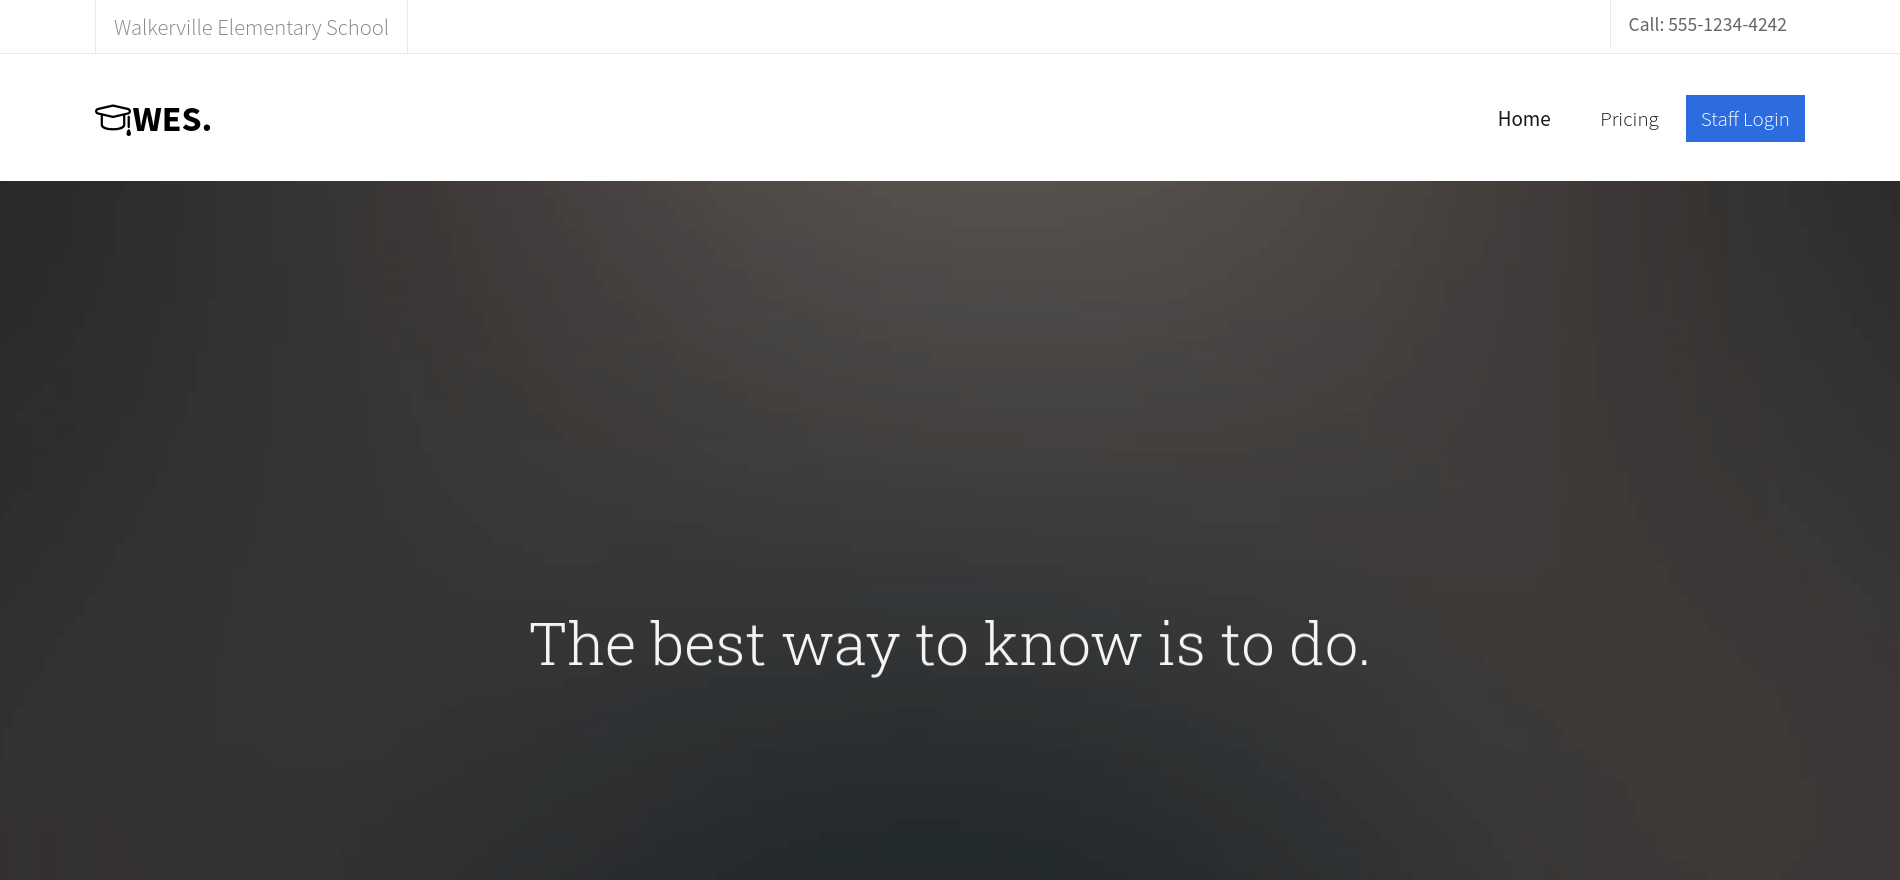 Walkerville Elementary School
Call: 555-1234-4242
WES.
Home
Pricing
Staff Login
The best way to know is to do.